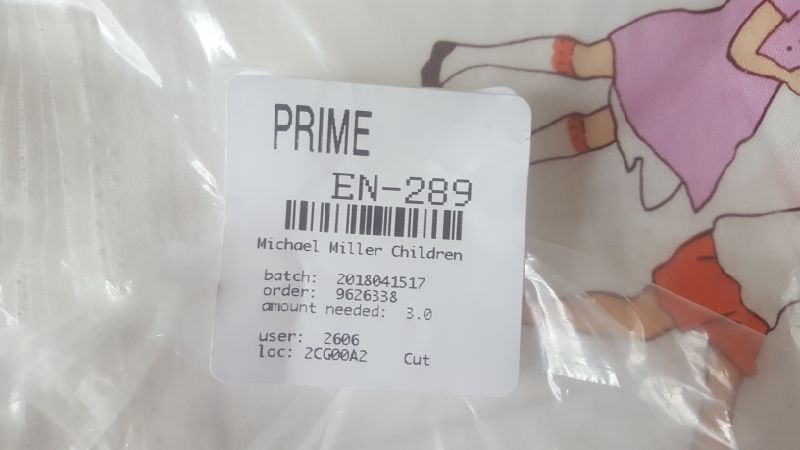 PRIME
EN-289
Michael Miller Children
batch: 2018041517
order: 9626338
amount needed: 3.0
user: 2606
loc: 2CG00A2 Cut